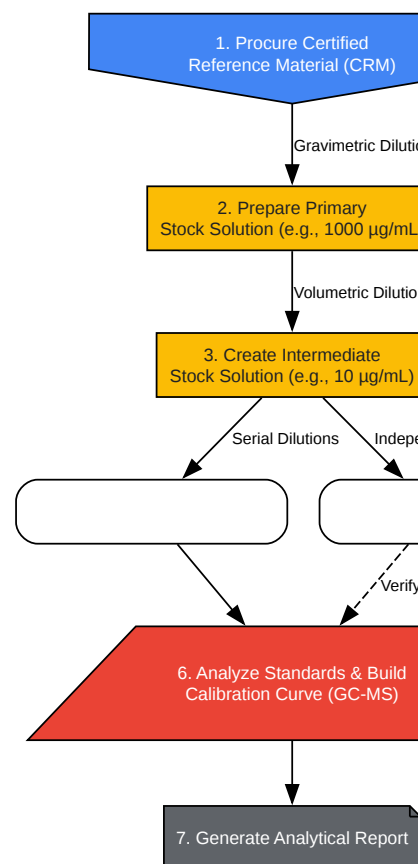 1. Procure Certified
Reference Material (CRM)
Gravimetric Dilutio
2. Prepare Primary
Stock Solution (e.g., 1000 µg/mL
Volumetric Dilution
3. Create Intermediate
Stock Solution (e.g., 10 µg/mL)
Serial Dilutions
Indepe
Verify
6. Analyze Standards & Build
Calibration Curve (GC-MS)
7. Generate Analytical Report